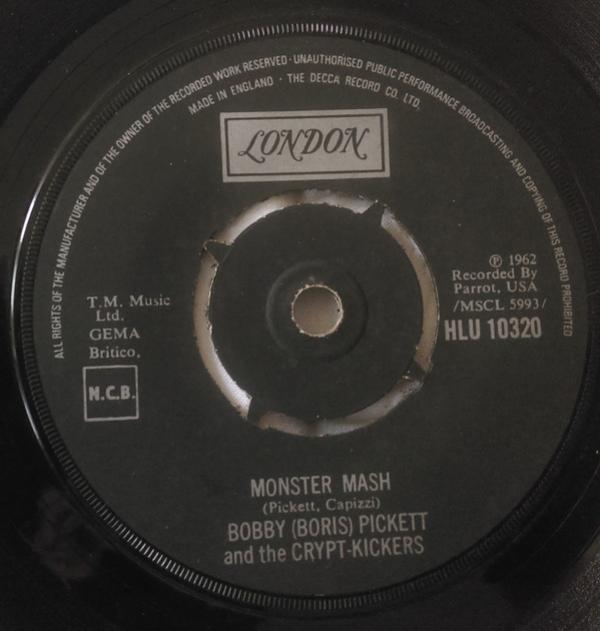 ALL RIGHTS OF THE MANUFACTURER AND OF THE OWNER OF THE RECORDED WORK RESERVED · UNAUTHORISED PUBLIC PERFORMANCE BROADCASTING AND COPYING OF THIS RECORD PROHIBITED
MADE IN ENGLAND · THE DECCA RECORD CO. LTD.
LONDON
T.M. Music
Ltd.
GEMA
Britico,
N.C.B.
℗ 1962
Recorded By
Parrot, USA
/MSCL 5993/
HLU 10320
MONSTER MASH
(Pickett, Capizzi)
BOBBY (BORIS) PICKETT
and the CRYPT-KICKERS